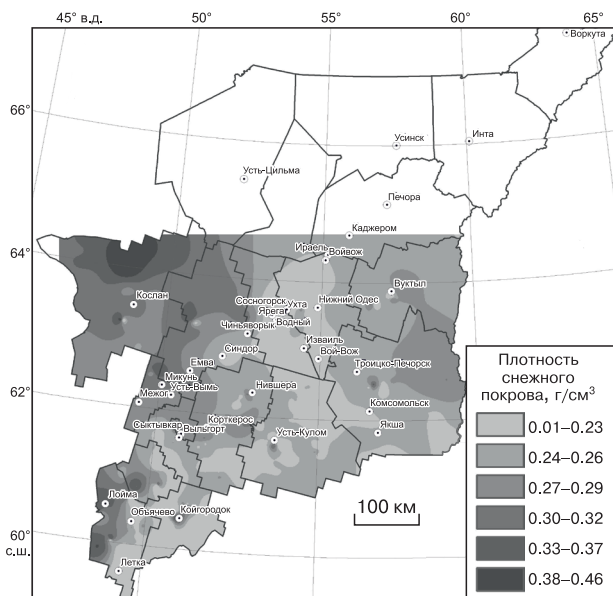 45° в.д.
50°
55°
60°
65°
Воркута
66°
Усинск
Инта
Усть-Цильма
Печора
Каджером
64°
Ираель
Войвож
Кослан
Вуктыл
Сосногорск
Ухта
Нижний Одес
Ярега
Водный
Чиньяворык
Изваиль
Синдор
Вой-Вож
Троицко-Печорск
Емва
Микунь
Усть-Вымь
Нившера
62°
Межог
Комсомольск
Корткерос
Сыктывкар
Выльгорт
Усть-Кулом
Якша
Лойма
Объячево
Койгородок
60°
с.ш.
Летка
100 км
Плотность
снежного
покрова, г/см³
0.01–0.23
0.24–0.26
0.27–0.29
0.30–0.32
0.33–0.37
0.38–0.46